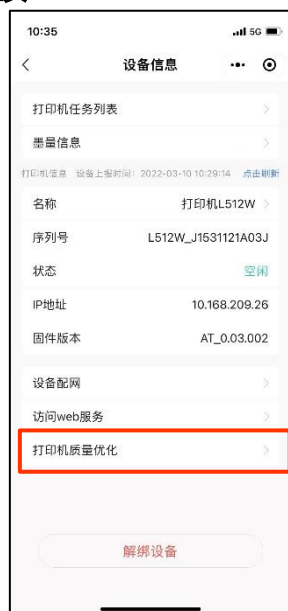 10:35
5G
设备信息
打印机任务列表
墨量信息
打印机信息 设备上报时间：2022-03-10 10:29:14 点击刷新
名称 打印机L512W
序列号 L512W_J1531121A03J
状态 空闲
IP地址 10.168.209.26
固件版本 AT_0.03.002
设备配网
访问web服务
打印机质量优化
解绑设备